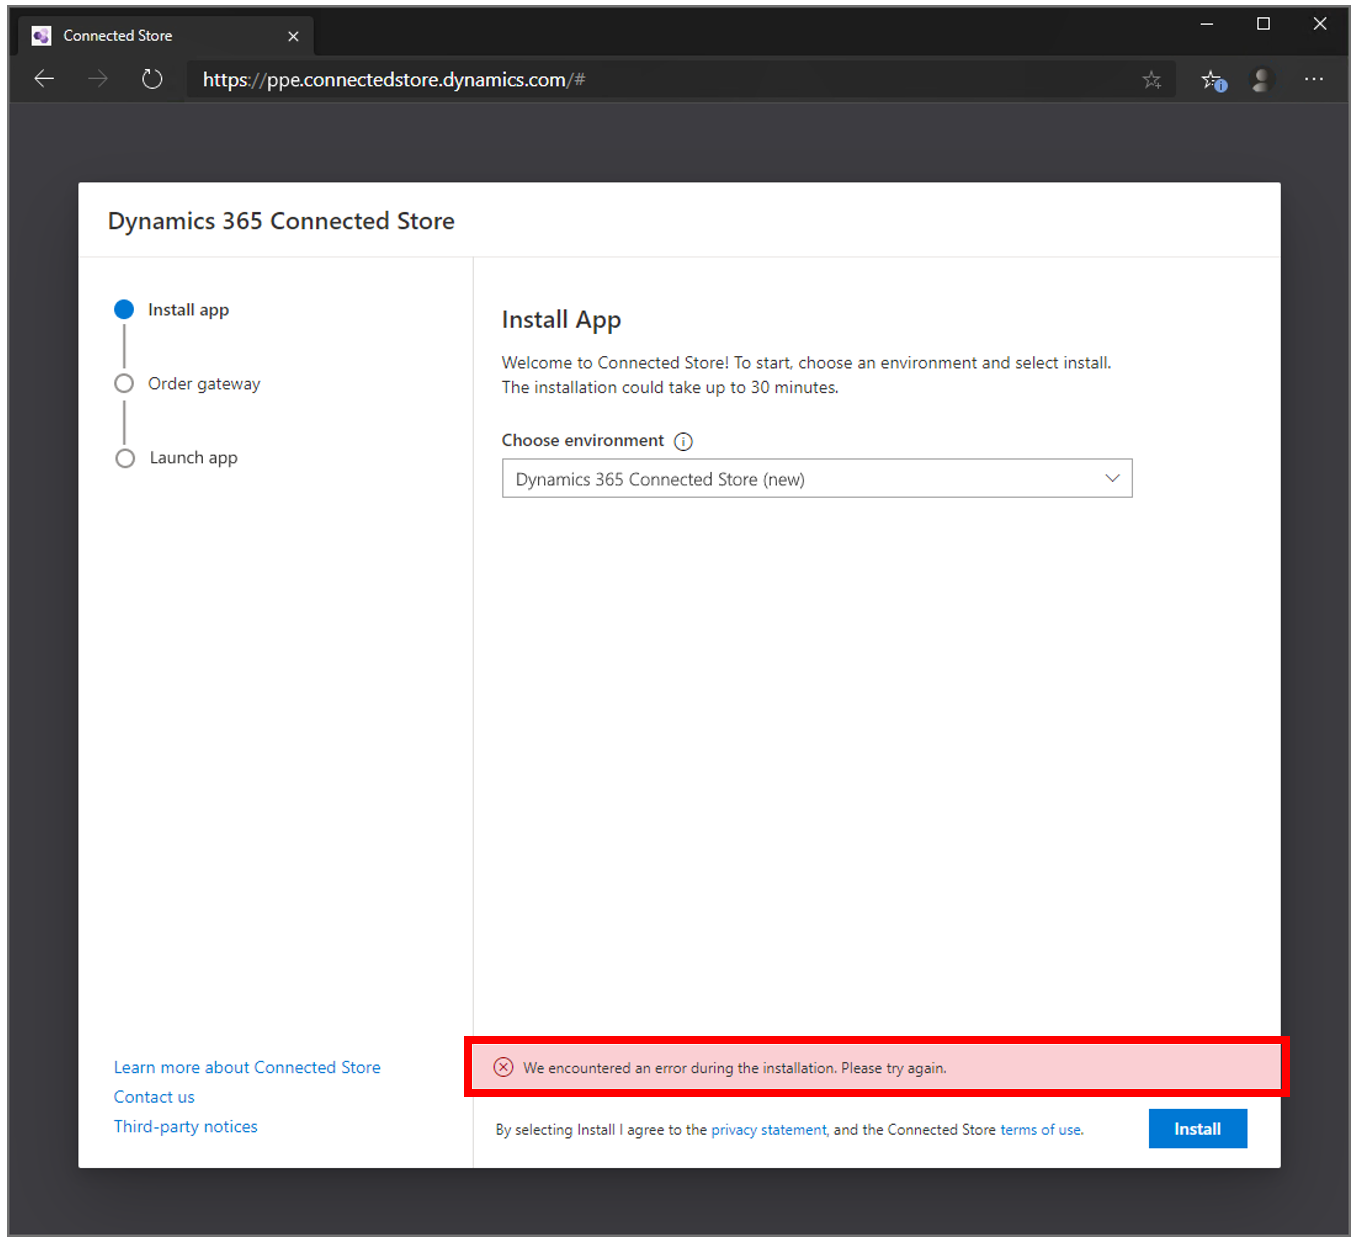 Connected Store
https://ppe.connectedstore.dynamics.com/#
Dynamics 365 Connected Store
Install app
Order gateway
Launch app
Install App
Welcome to Connected Store! To start, choose an environment and select install.
The installation could take up to 30 minutes.
Choose environment
Dynamics 365 Connected Store (new)
Learn more about Connected Store
Contact us
Third-party notices
We encountered an error during the installation. Please try again.
By selecting Install I agree to the privacy statement, and the Connected Store terms of use.
Install